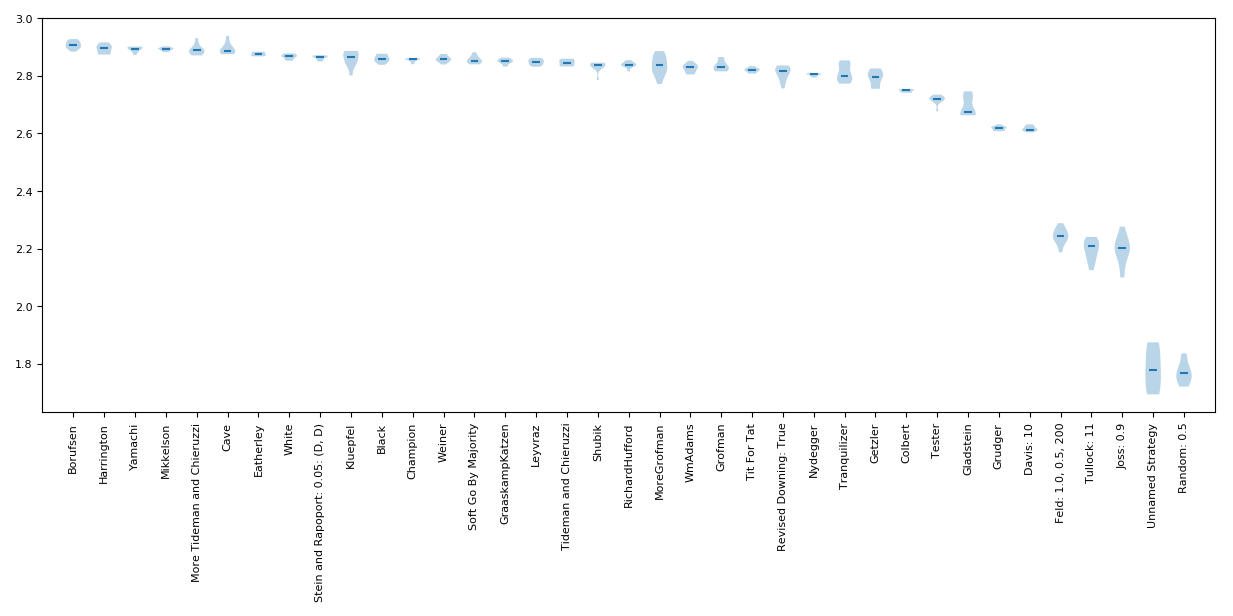 3.0
2.8
2.6
2.4
2.2
2.0
1.8
Borufsen
Harrington
Yamachi
Mikkelson
More Tideman and Chieruzzi
Cave
Eatherley
White
Stein and Rapoport: 0.05: (D, D)
Kluepfel
Black
Champion
Weiner
Soft Go By Majority
GraaskampKatzen
Leyvraz
Tideman and Chieruzzi
Shubik
RichardHufford
MoreGrofman
WmAdams
Grofman
Tit For Tat
Revised Downing: True
Nydegger
Tranquilizer
Getzler
Colbert
Tester
Gladstein
Grudger
Davis: 10
Feld: 1.0, 0.5, 200
Tullock: 11
Joss: 0.9
Unnamed Strategy
Random: 0.5